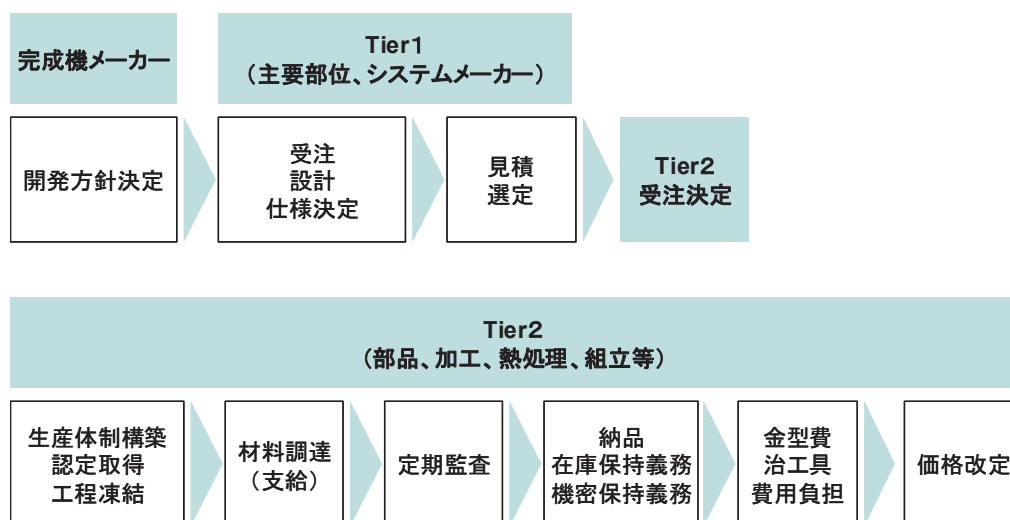 完成機メーカー
Tier1
（主要部位、システムメーカー）
開発方針決定
受注
設計
仕様決定
見積
選定
Tier2
受注決定
Tier2
（部品、加工、熱処理、組立等）
生産体制構築
認定取得
工程凍結
材料調達
（支給）
定期監査
納品
在庫保持義務
機密保持義務
金型費
治工具
費用負担
価格改定